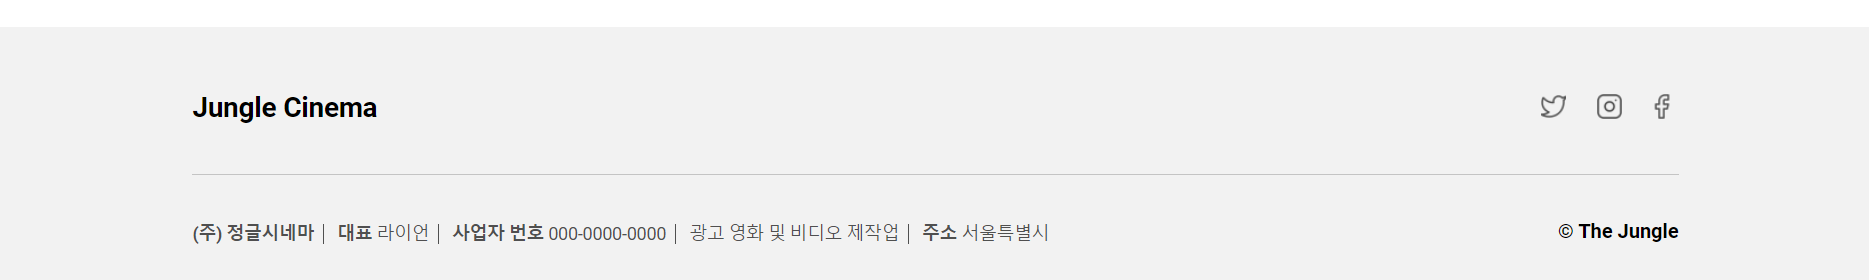 Jungle Cinema
(주) 정글시네마 | 대표 라이언 | 사업자 번호 000-0000-0000 | 광고 영화 및 비디오 제작업 | 주소 서울특별시
© The Jungle